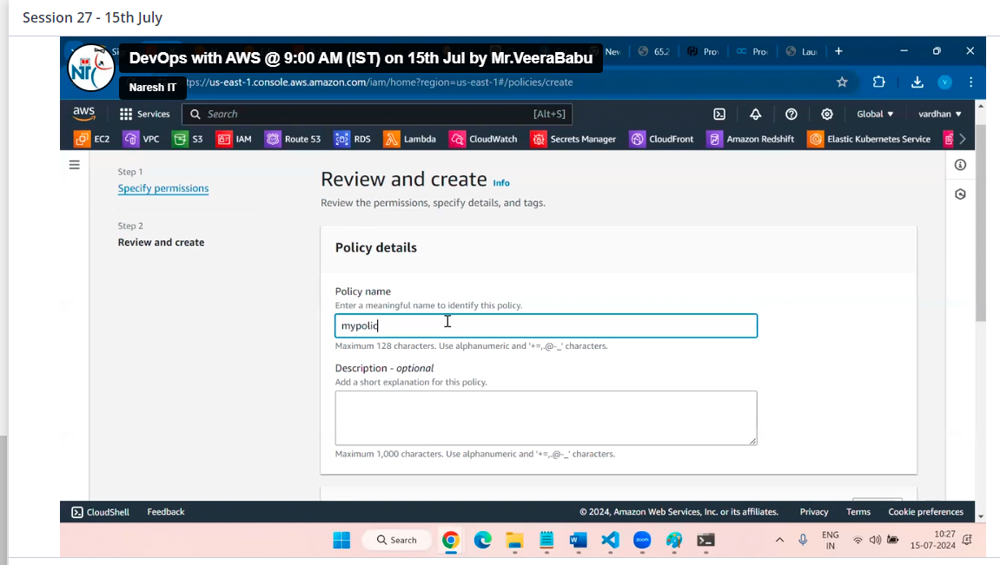 Session 27 - 15th July
DevOps with AWS @ 9:00 AM (IST) on 15th Jul by Mr.VeeraBabu
Naresh IT
Nev
65.2
Pro
Pro
Lau
tps://us-east-1.console.aws.amazon.com/iam/home?region=us-east-1#/policies/create
aws
Services
Search
[Alt+S]
Global
vardhan
EC2
VPC
S3
IAM
Route 53
RDS
Lambda
CloudWatch
Secrets Manager
CloudFront
Amazon Redshift
Elastic Kubernetes Service
Step 1
Specify permissions
Step 2
Review and create
Review and create Info
Review the permissions, specify details, and tags.
Policy details
Policy name
Enter a meaningful name to identify this policy.
mypolic
Maximum 128 characters. Use alphanumeric and '+=,.@-_' characters.
Description - optional
Add a short explanation for this policy.
Maximum 1,000 characters. Use alphanumeric and '+=,.@-_' characters.
CloudShell
Feedback
© 2024, Amazon Web Services, Inc. or its affiliates.
Privacy
Terms
Cookie preferences
Search
ENG
IN
10:27
15-07-2024